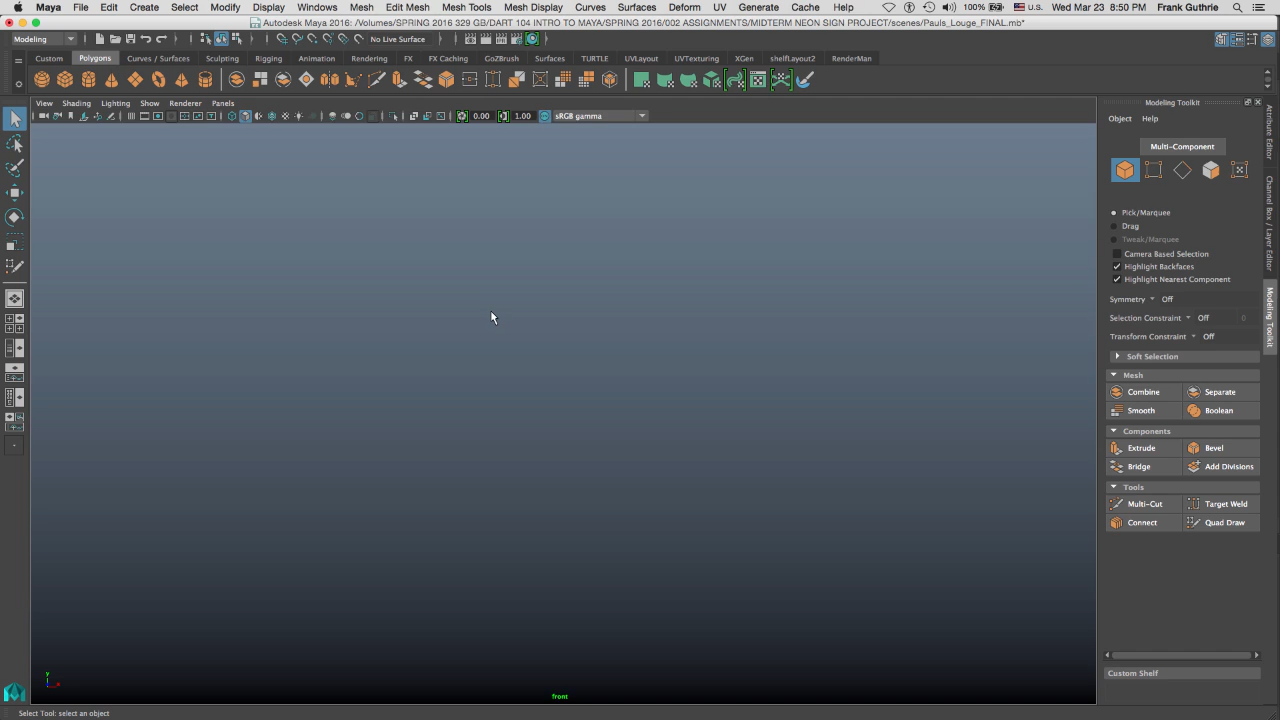 Maya File Edit Create Select Modify Display Windows Mesh Edit Mesh Mesh Tools Mesh Display Curves Surfaces Deform UV Generate Cache Help 100% U.S. Wed Mar 23 8:50 PM Frank Guthrie
Autodesk Maya 2016: /Volumes/SPRING 2016 329 GB/DART 104 INTRO TO MAYA/SPRING 2016/002 ASSIGNMENTS/MIDTERM NEON SIGN PROJECT/scenes/Pauls_Louge_FINAL.mb*
Modeling No Live Surface
Custom Polygons Curves / Surfaces Sculpting Rigging Animation Rendering FX FX Caching GoZBrush Surfaces TURTLE UVLayout UVTexturing XGen shelfLayout2 RenderMan
View Shading Lighting Show Renderer Panels
0.00 1.00 sRGB gamma
Modeling Toolkit
Object Help
Multi-Component
Pick/Marquee
Drag
Tweak/Marquee
Camera Based Selection
Highlight Backfaces
Highlight Nearest Component
Symmetry Off
Selection Constraint Off 0
Transform Constraint Off
Soft Selection
Mesh
Combine Separate
Smooth Boolean
Components
Extrude Bevel
Bridge Add Divisions
Tools
Multi-Cut Target Weld
Connect Quad Draw
Custom Shelf
Attribute Editor
Channel Box / Layer Editor
Modeling Toolkit
y
x
front
Select Tool: select an object